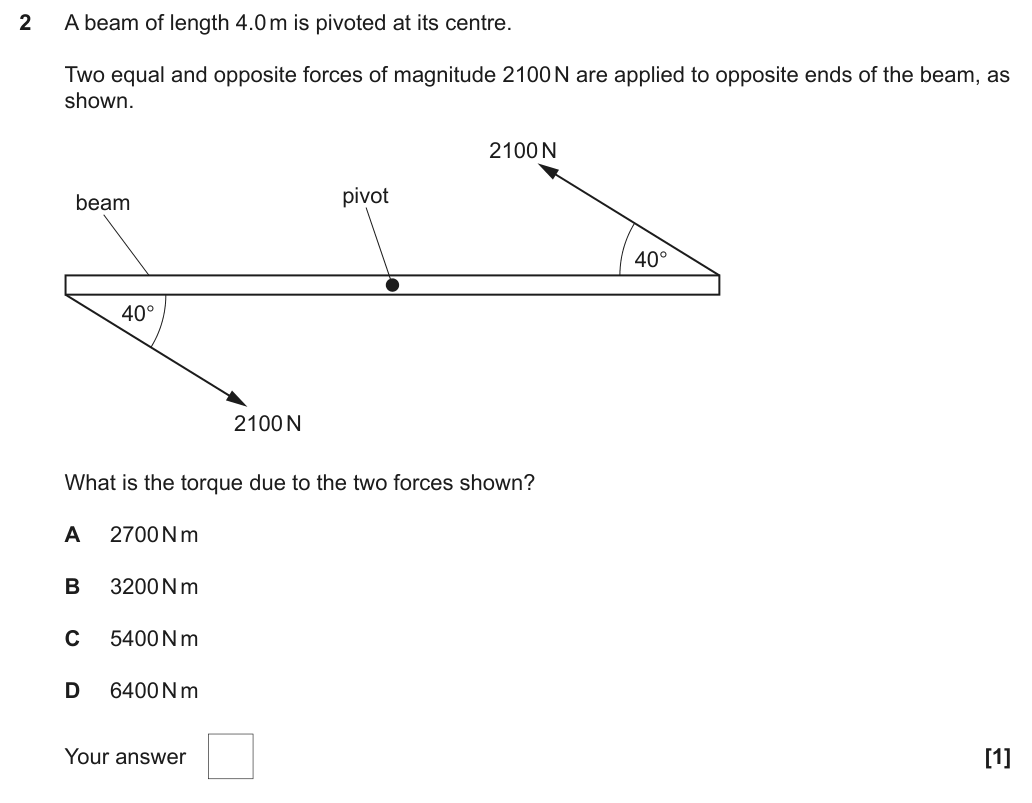 2 A beam of length 4.0 m is pivoted at its centre.
Two equal and opposite forces of magnitude 2100 N are applied to opposite ends of the beam, as
shown.
2100 N
beam
pivot
40°
40°
2100 N
What is the torque due to the two forces shown?
A 2700 N m
B 3200 N m
C 5400 N m
D 6400 N m
Your answer [1]